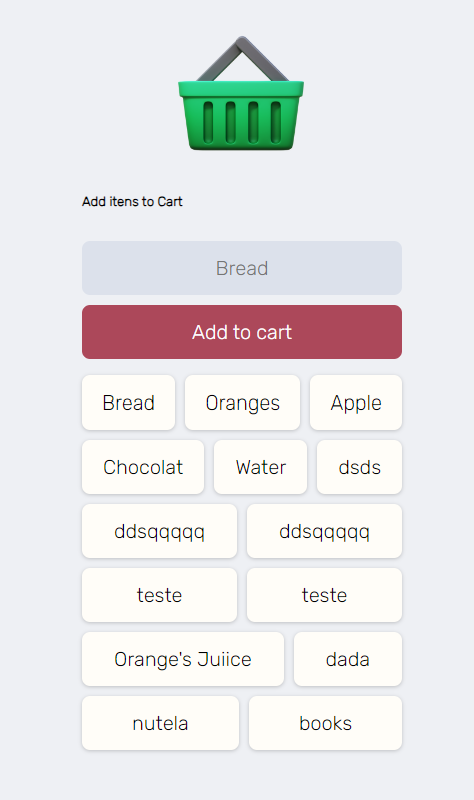 Add itens to Cart
Bread
Add to cart
Bread Oranges Apple
Chocolat Water dsds
ddsqqqqq ddsqqqqq
teste teste
Orange's Juiice dada
nutela books